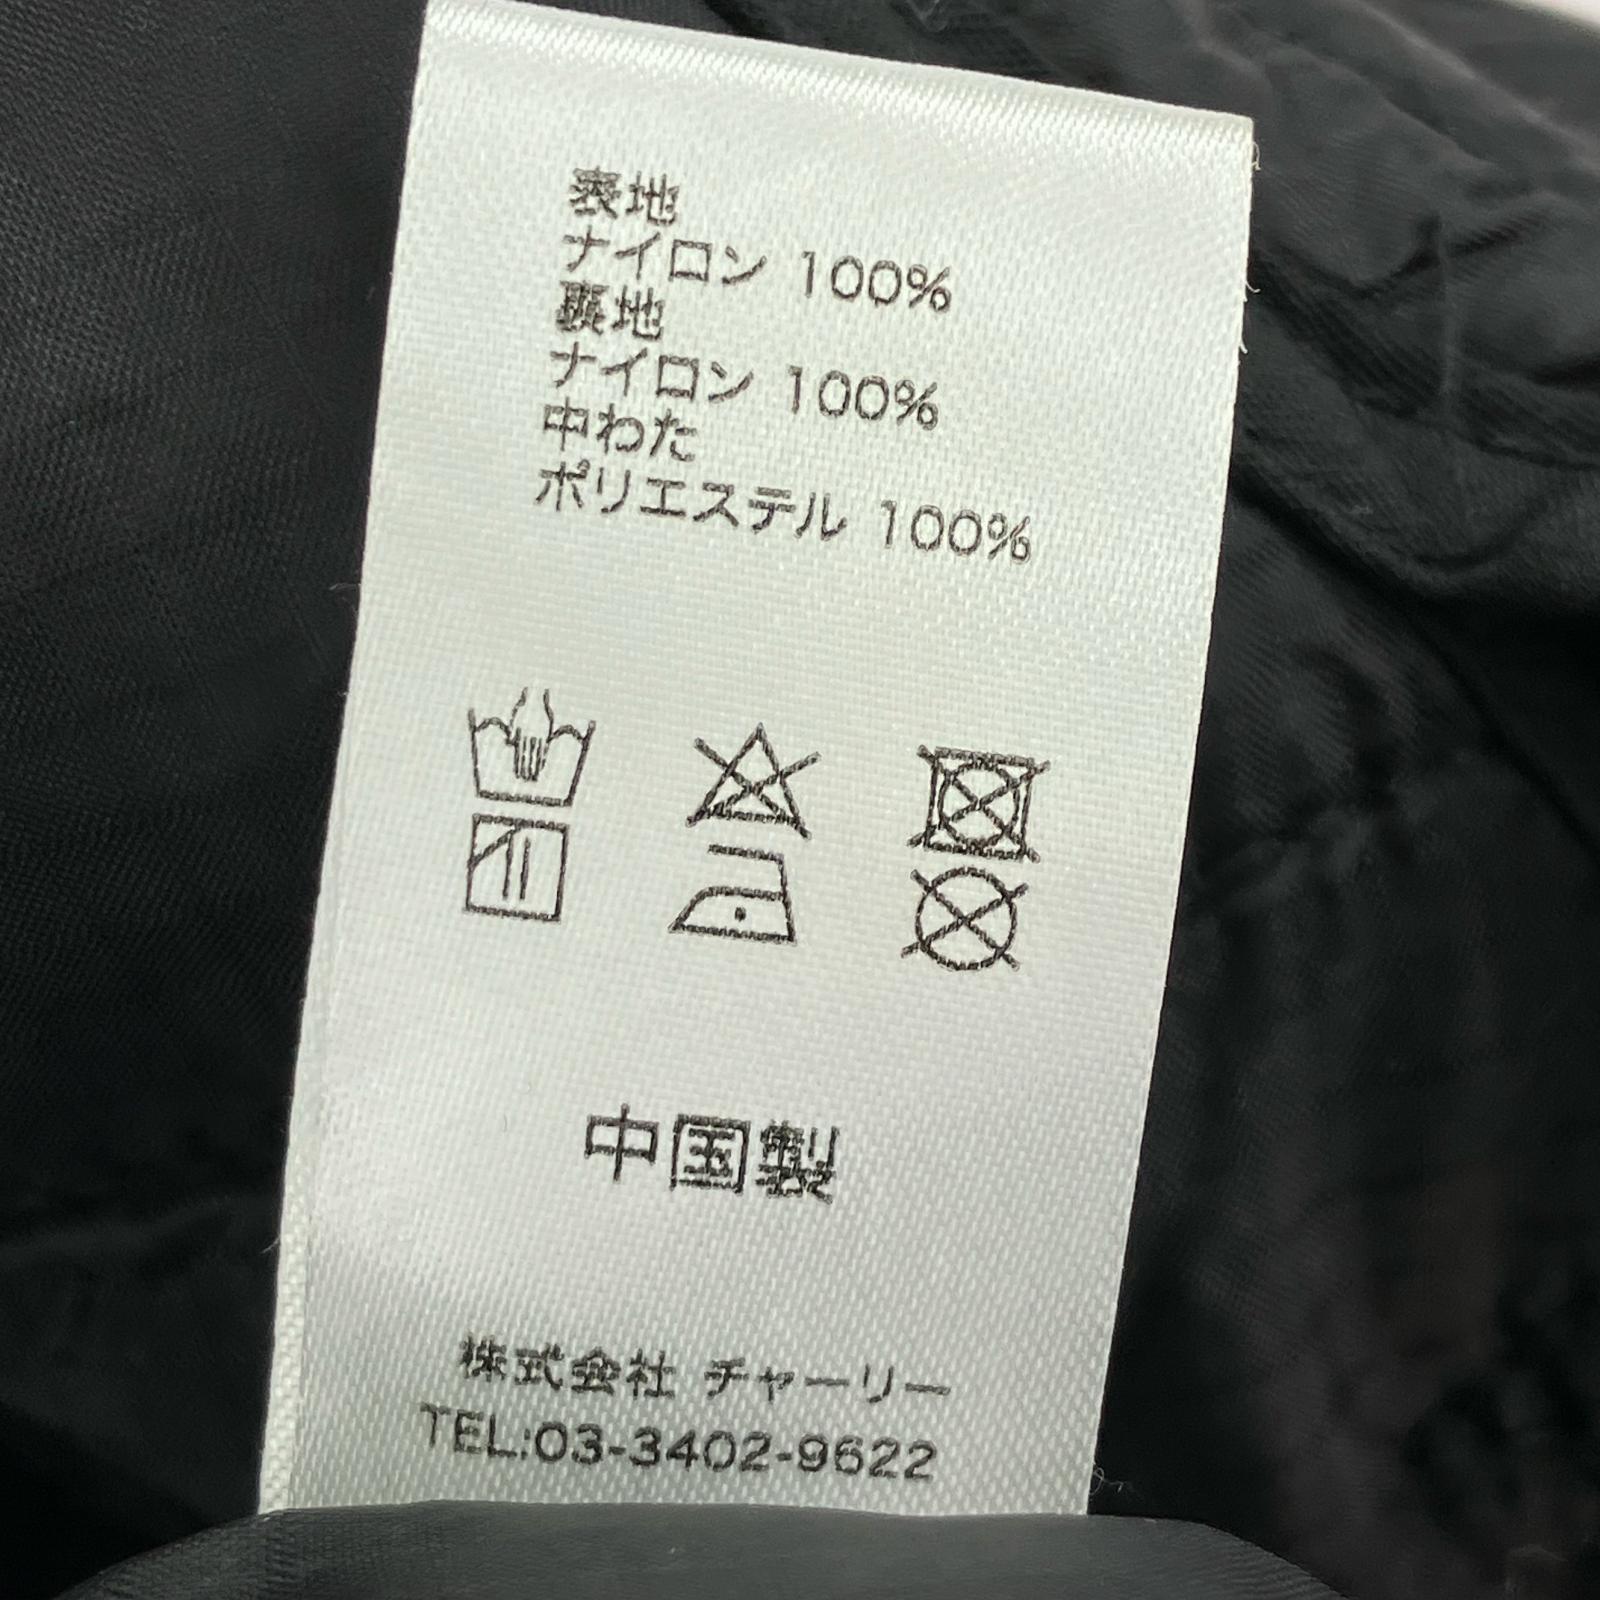 表地
ナイロン 100%
裏地
ナイロン 100%
中わた
ポリエステル 100%
中国製
株式会社 チャーリー
TEL:03-3402-9622